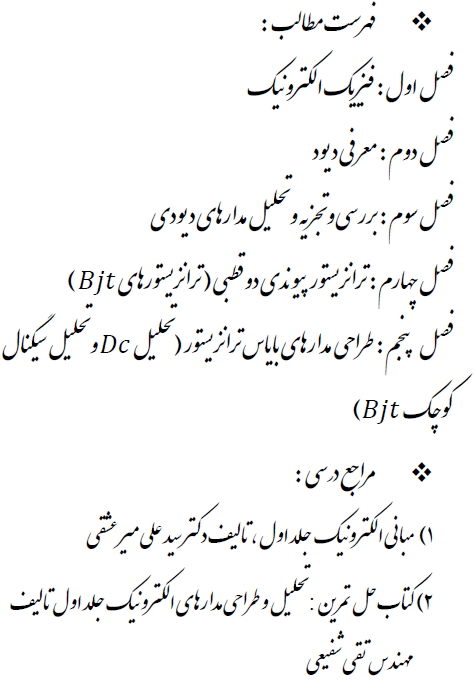 ❖ فهرست مطالب :
فصل اول : فیزیک الکترونیک
فصل دوم : معرفی دیود
فصل سوم : بررسی و تجزیه و تحلیل مدارهای دیودی
فصل چهارم : ترانزیستور پیوندی دو قطبی (ترانزیستورهای Bjt)
فصل پنجم : طراحی مدارهای بایاس ترانزیستور (تحلیل Dc و تحلیل سیگنال
کوچک Bjt)
❖ مراجع درسی :
۱) مبانی الکترونیک جلد اول ، تالیف دکتر سید علی میرعشقی
۲) کتاب حل تمرین : تحلیل و طراحی مدارهای الکترونیک جلد اول تالیف
مهندس تقی شفیعی